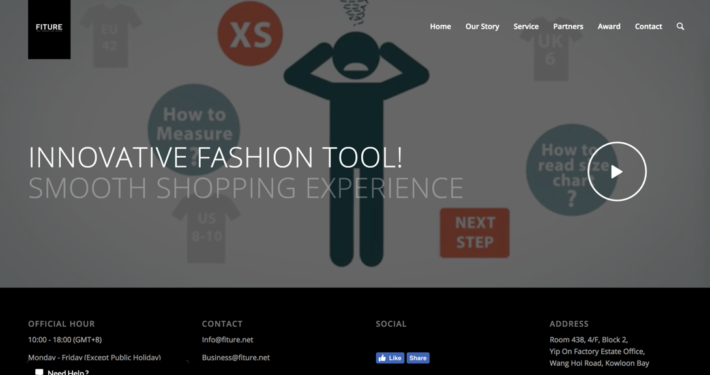 FITURE
Home Our Story Service Partners Award Contact
EU
42
XS
UK
6
How to
Measure
?
How to
read size
chart
?
INNOVATIVE FASHION TOOL!
SMOOTH SHOPPING EXPERIENCE
US
8-10
NEXT
STEP
OFFICIAL HOUR
10:00 - 18:00 (GMT+8)
Monday - Friday (Except Public Holiday)
CONTACT
Info@fiture.net
Business@fiture.net
SOCIAL
Like Share
ADDRESS
Room 438, 4/F, Block 2,
Yip On Factory Estate Office,
Wang Hoi Road, Kowloon Bay
Need Help?